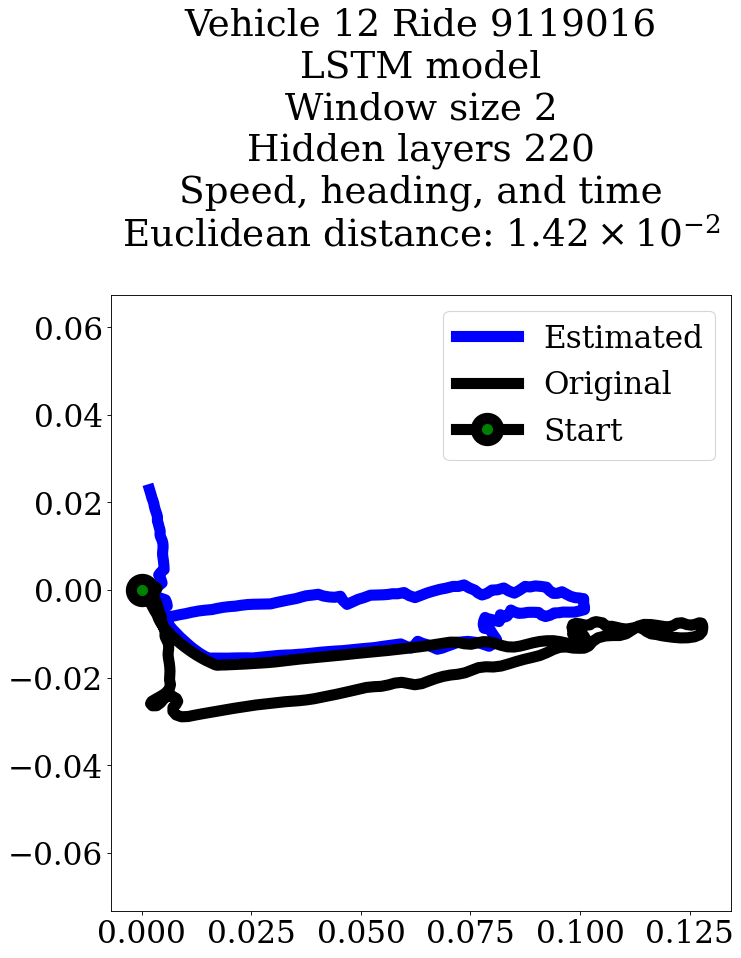 Vehicle 12 Ride 9119016
LSTM model
Window size 2
Hidden layers 220
Speed, heading, and time
Euclidean distance: 1.42 × 10⁻²
Estimated
Original
Start
0.06
0.04
0.02
0.00
−0.02
−0.04
−0.06
0.000 0.025 0.050 0.075 0.100 0.125